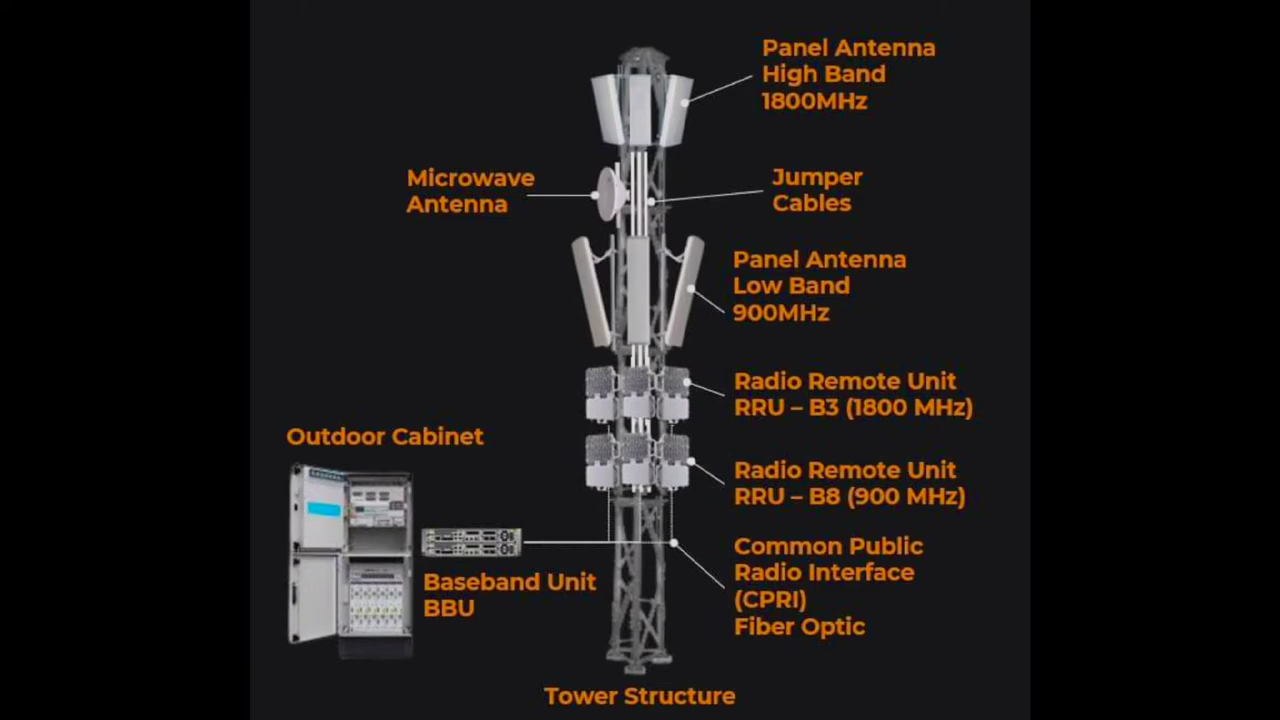 Panel Antenna
High Band
1800MHz
Microwave
Antenna
Jumper
Cables
Panel Antenna
Low Band
900MHz
Radio Remote Unit
RRU – B3 (1800 MHz)
Outdoor Cabinet
Radio Remote Unit
RRU – B8 (900 MHz)
Baseband Unit
BBU
Common Public
Radio Interface
(CPRI)
Fiber Optic
Tower Structure